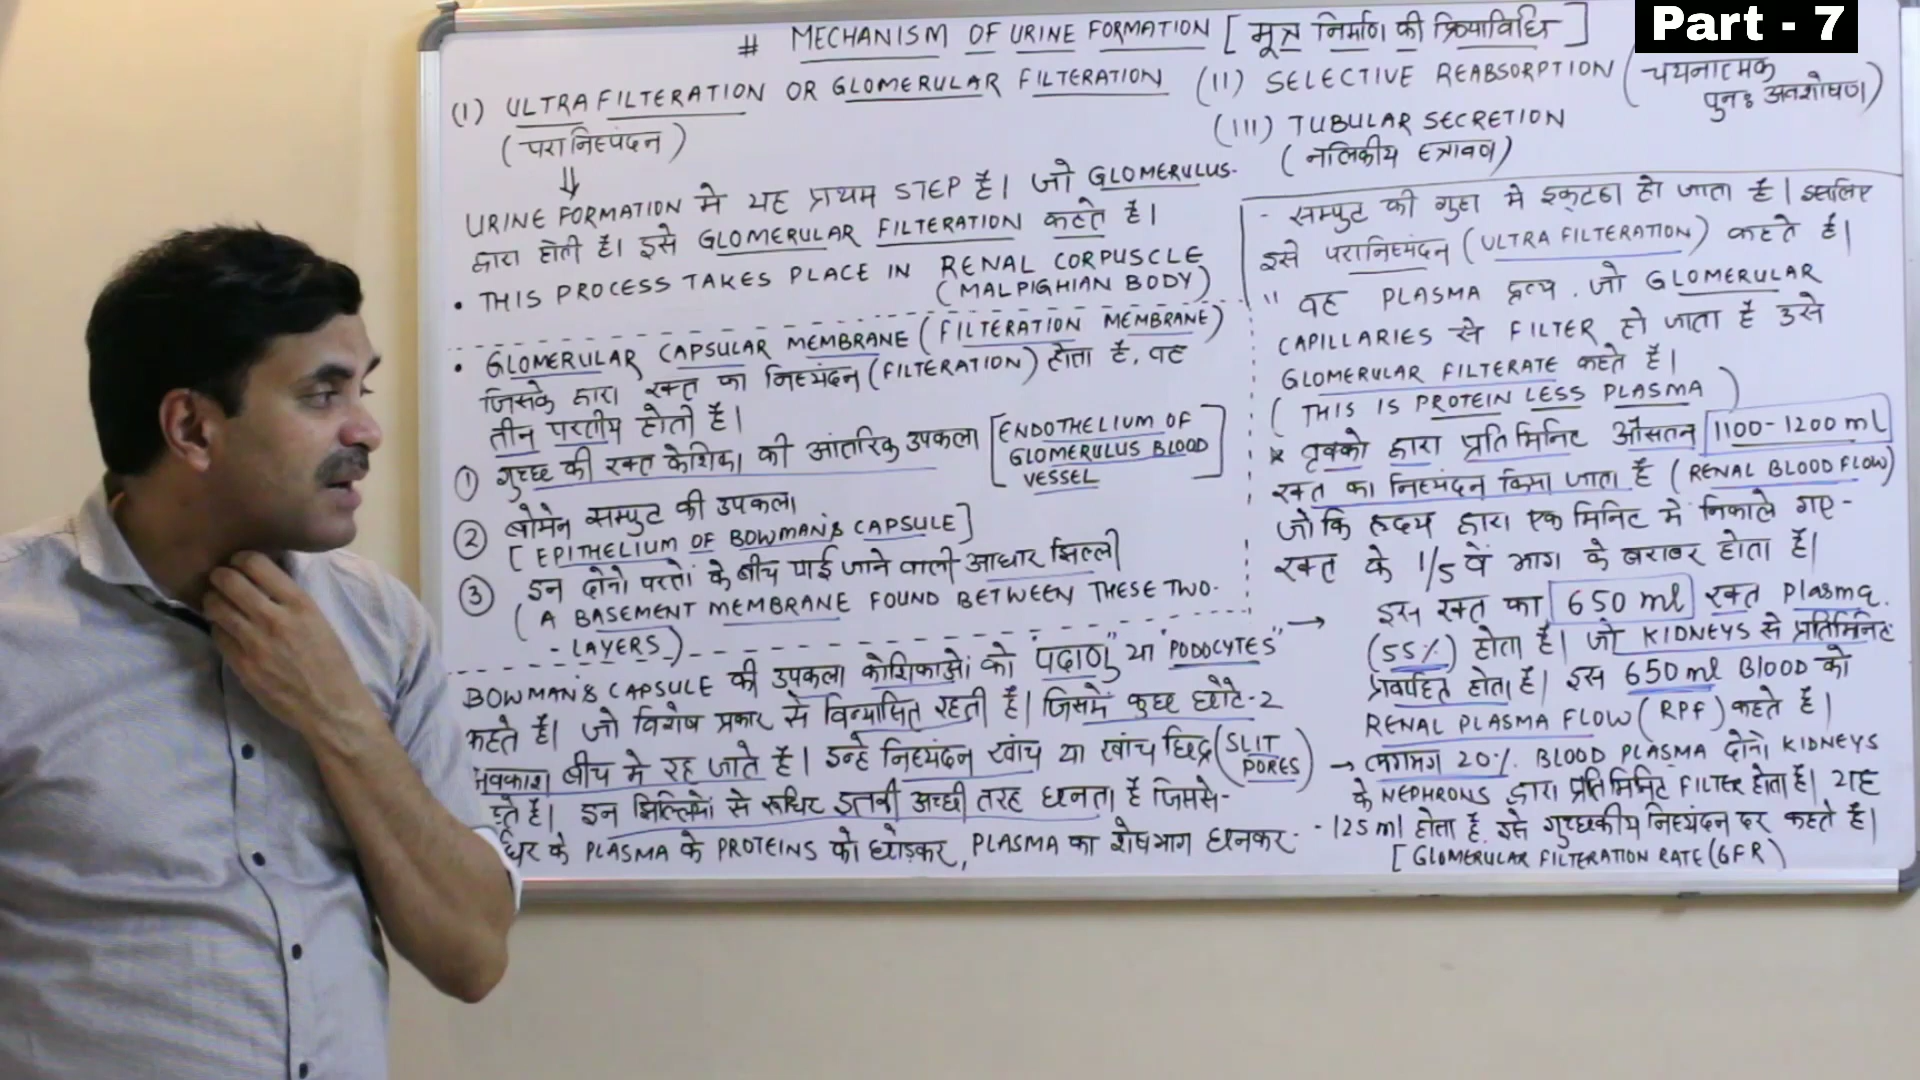 Part - 7
# MECHANISM OF URINE FORMATION [ मूत्र निर्माण की क्रियाविधि ]
(I) ULTRA FILTERATION OR GLOMERULAR FILTERATION
(परानिष्यंदन)
(II) SELECTIVE REABSORPTION (चयनात्मक
पुनः अवशोषण)
(III) TUBULAR SECRETION
(नलिकीय स्त्रावण)
⇓
URINE FORMATION मे यह प्रथम STEP है। जो GLOMERULUS-
द्वारा होती है। इसे GLOMERULAR FILTERATION कहते है।
• THIS PROCESS TAKES PLACE IN RENAL CORPUSCLE
(MALPIGHIAN BODY)
• GLOMERULAR CAPSULAR MEMBRANE (FILTERATION MEMBRANE)
जिसके द्वारा रक्त का निष्यंदन (FILTERATION) होता है, वह
तीन परतीय होती है।
① गुच्छ की रक्त केशिका की आंतरिक उपकला [ENDOTHELIUM OF
GLOMERULUS BLOOD
VESSEL]
② बोमेन सम्पुट की उपकला
[EPITHELIUM OF BOWMAN'S CAPSULE]
③ इन दोनो परतो के बीच पाई जाने वाली आधार झिल्ली
(A BASEMENT MEMBRANE FOUND BETWEEN THESE TWO-
- LAYERS)
BOWMAN'S CAPSULE की उपकला कोशिकाओं को "पदाणु" या "PODOCYTES"
कहते है। जो विशेष प्रकार से विन्यासित रहती है। जिसमें कुछ छोटे-2
अवकाश बीच मे रह जाते है। इन्हे निष्यंदन खांच या खांच छिद्र (SLIT
PORES)
ते है। इन झिल्लियों से रूधिर इतनी अच्छी तरह छनता है जिससे-
धिर के PLASMA के PROTEINS को छोड़कर, PLASMA का शेषभाग छनकर-
- सम्पुट की गुहा मे इकट्ठा हो जाता है। इसलिए
इसे परानिष्यंदन (ULTRA FILTERATION) कहते है।
" वह PLASMA द्रव्य, जो GLOMERULAR
CAPILLARIES से FILTER हो जाता है उसे
GLOMERULAR FILTERATE कहते है।
(THIS IS PROTEIN LESS PLASMA)
* वृक्को द्वारा प्रति मिनिट औसतन 1100-1200 ml
रक्त का निष्यंदन किया जाता है (RENAL BLOOD FLOW)
जो कि हृदय द्वारा एक मिनिट मे निकाले गए-
रक्त के 1/5 वें भाग के बराबर होता है।
→ इस रक्त का 650 ml रक्त Plasma
(55%) होता है। जो KIDNEYS से प्रतिमिनिट
प्रवाहित होता है। इस 650 ml BLOOD को
RENAL PLASMA FLOW (RPF) कहते है।
→ लगभग 20% BLOOD PLASMA दोनो KIDNEYS
के NEPHRONS द्वारा प्रति मिनिट FILTER होता है। यह
-125 ml होता है. इसे गुच्छकीय निष्यंदन दर कहते है।
[GLOMERULAR FILTERATION RATE (GFR)